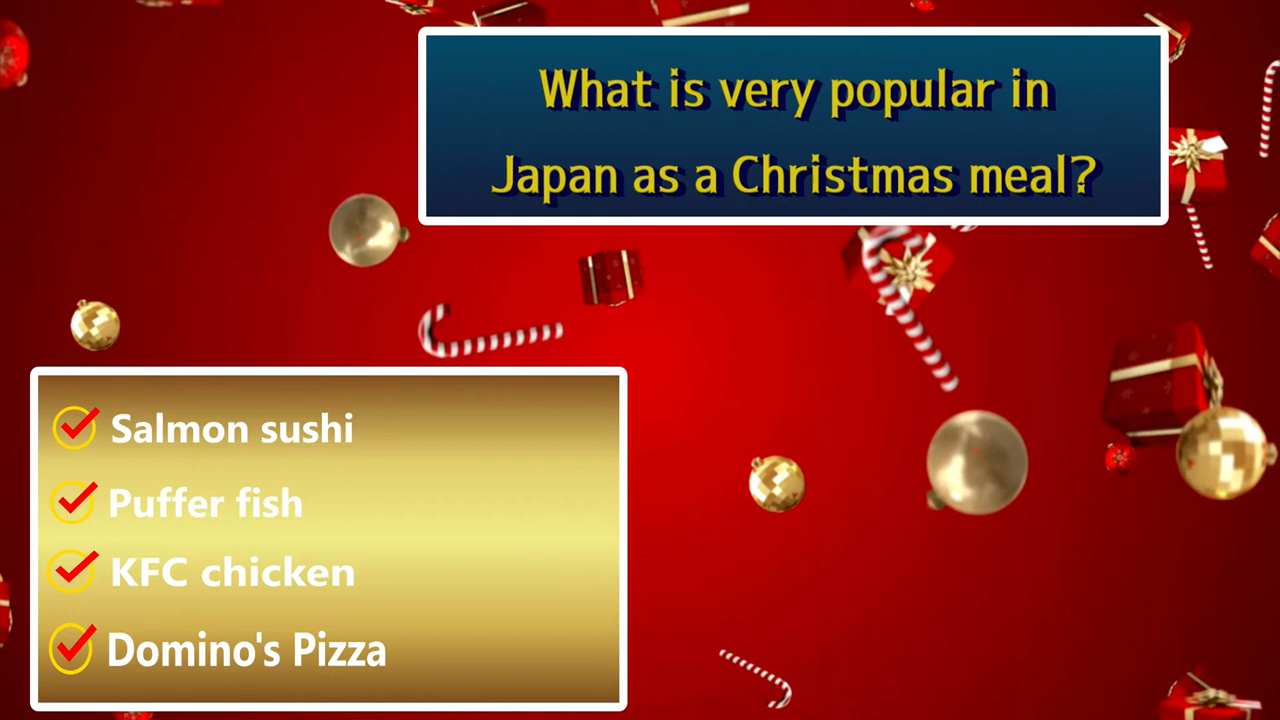 What is very popular in
Japan as a Christmas meal?
Salmon sushi
Puffer fish
KFC chicken
Domino's Pizza